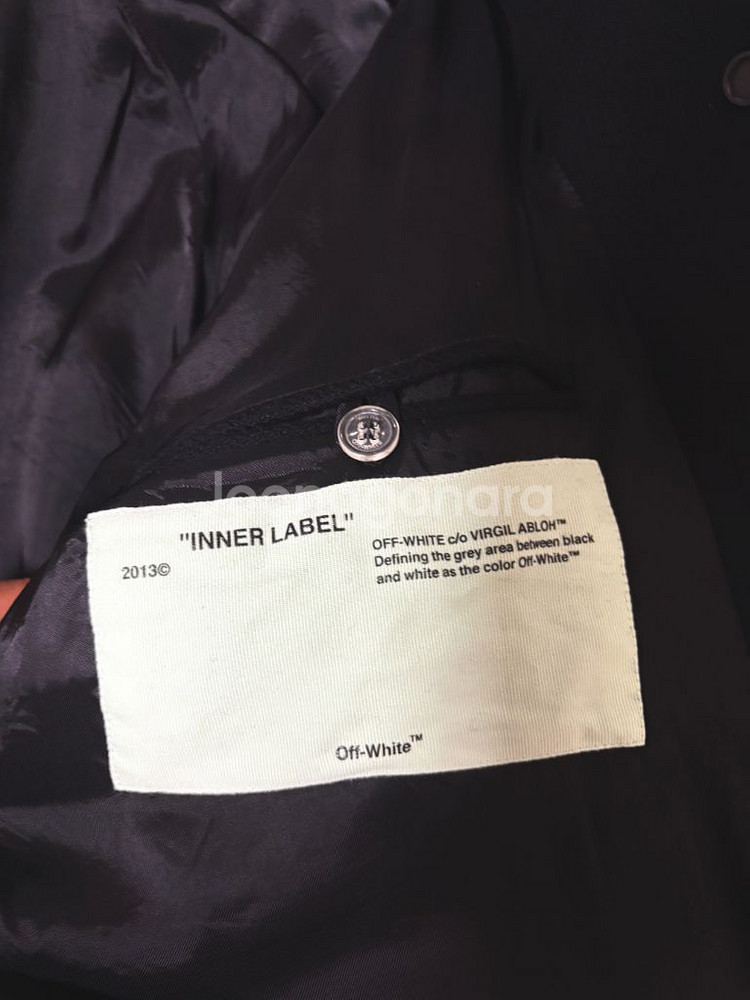 joongonara
"INNER LABEL"
2013©
OFF-WHITE c/o VIRGIL ABLOH™
Defining the grey area between black
and white as the color Off-White™
Off-White™